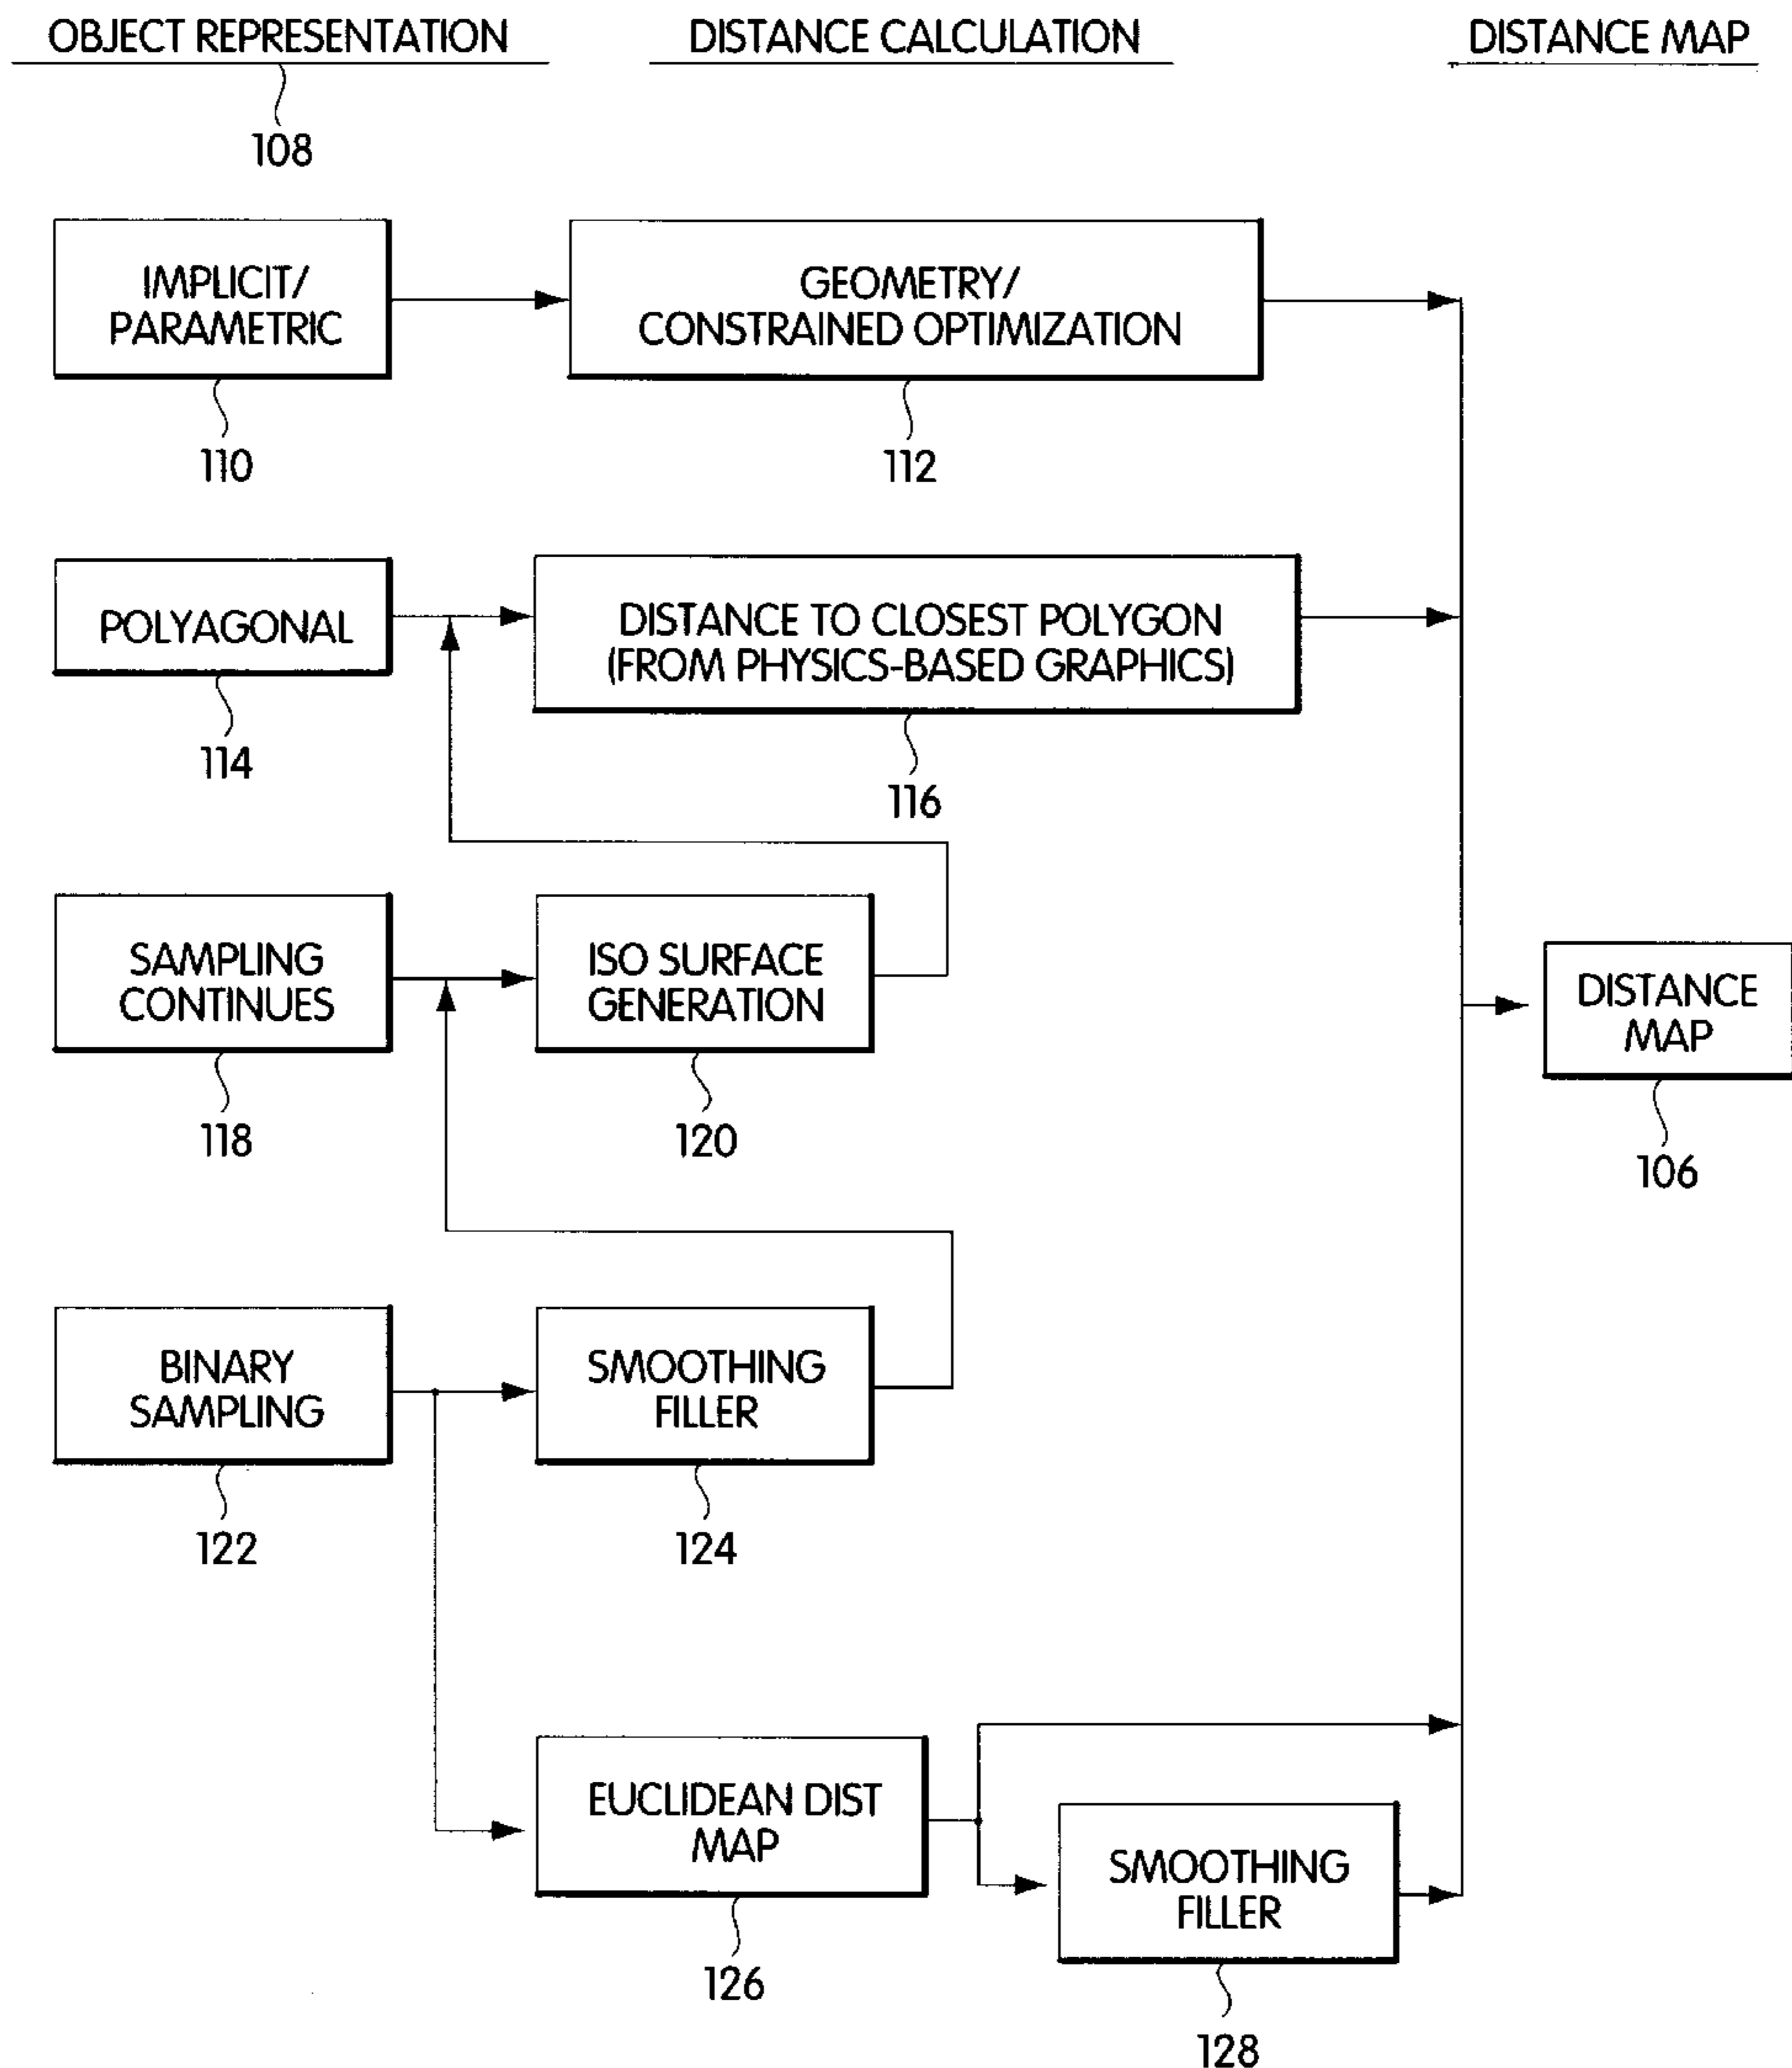 OBJECT REPRESENTATION
DISTANCE CALCULATION
DISTANCE MAP
108
IMPLICIT/
PARAMETRIC
110
GEOMETRY/
CONSTRAINED OPTIMIZATION
112
POLYAGONAL
114
DISTANCE TO CLOSEST POLYGON
(FROM PHYSICS-BASED GRAPHICS)
116
SAMPLING
CONTINUES
118
ISO SURFACE
GENERATION
120
DISTANCE
MAP
106
BINARY
SAMPLING
122
SMOOTHING
FILLER
124
EUCLIDEAN DIST
MAP
126
SMOOTHING
FILLER
128